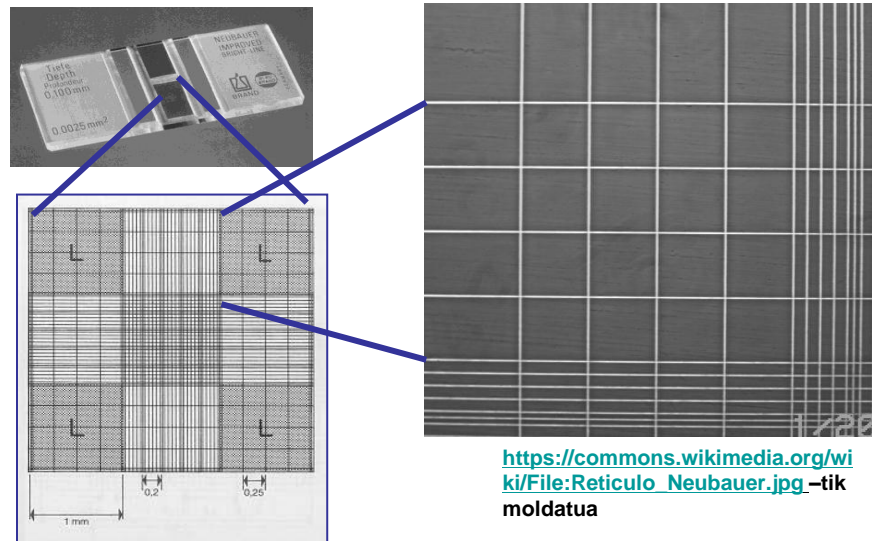 Tiefe
Depth
Profondeur
0,100 mm
0,0025 mm²
NEUBAUER
IMPROVED
BRIGHT-LINE
BRAND
L L
L L
0,2
0,25
1 mm
1/20
https://commons.wikimedia.org/wi
ki/File:Reticulo_Neubauer.jpg –tik
moldatua